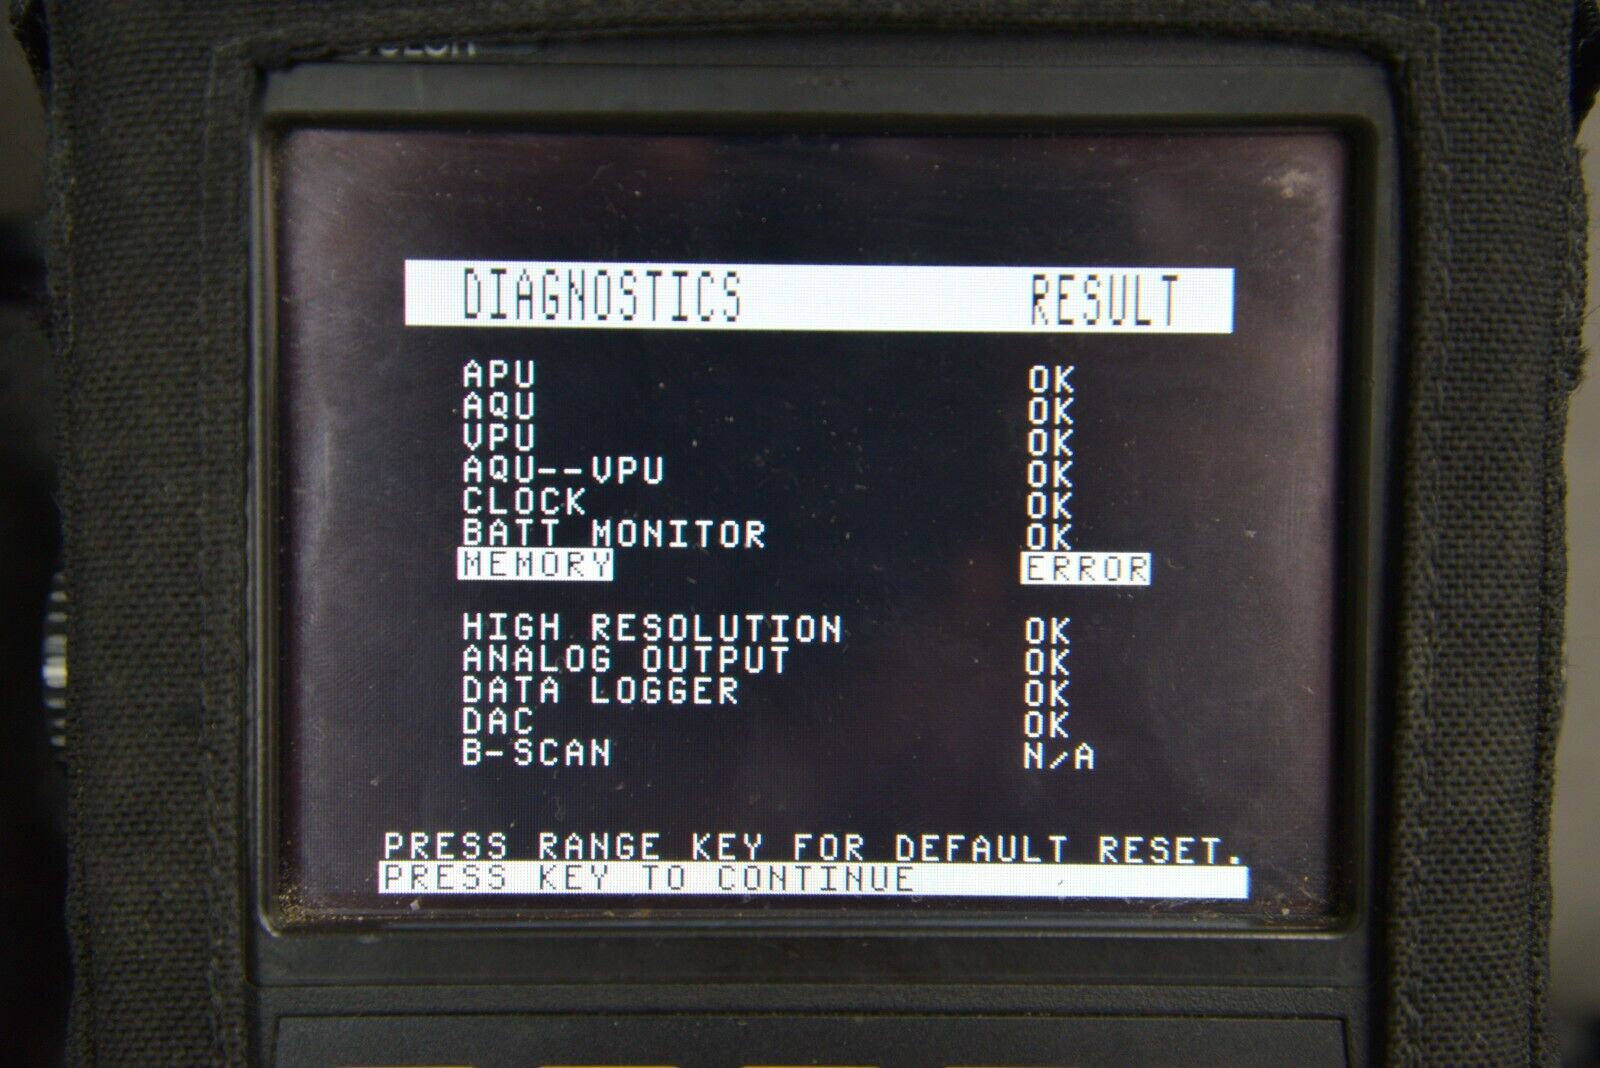 DIAGNOSTICS RESULT
APU OK
AQU OK
VPU OK
AQU--VPU OK
CLOCK OK
BATT MONITOR OK
MEMORY ERROR
HIGH RESOLUTION OK
ANALOG OUTPUT OK
DATA LOGGER OK
DAC OK
B-SCAN N/A
PRESS RANGE KEY FOR DEFAULT RESET.
PRESS KEY TO CONTINUE